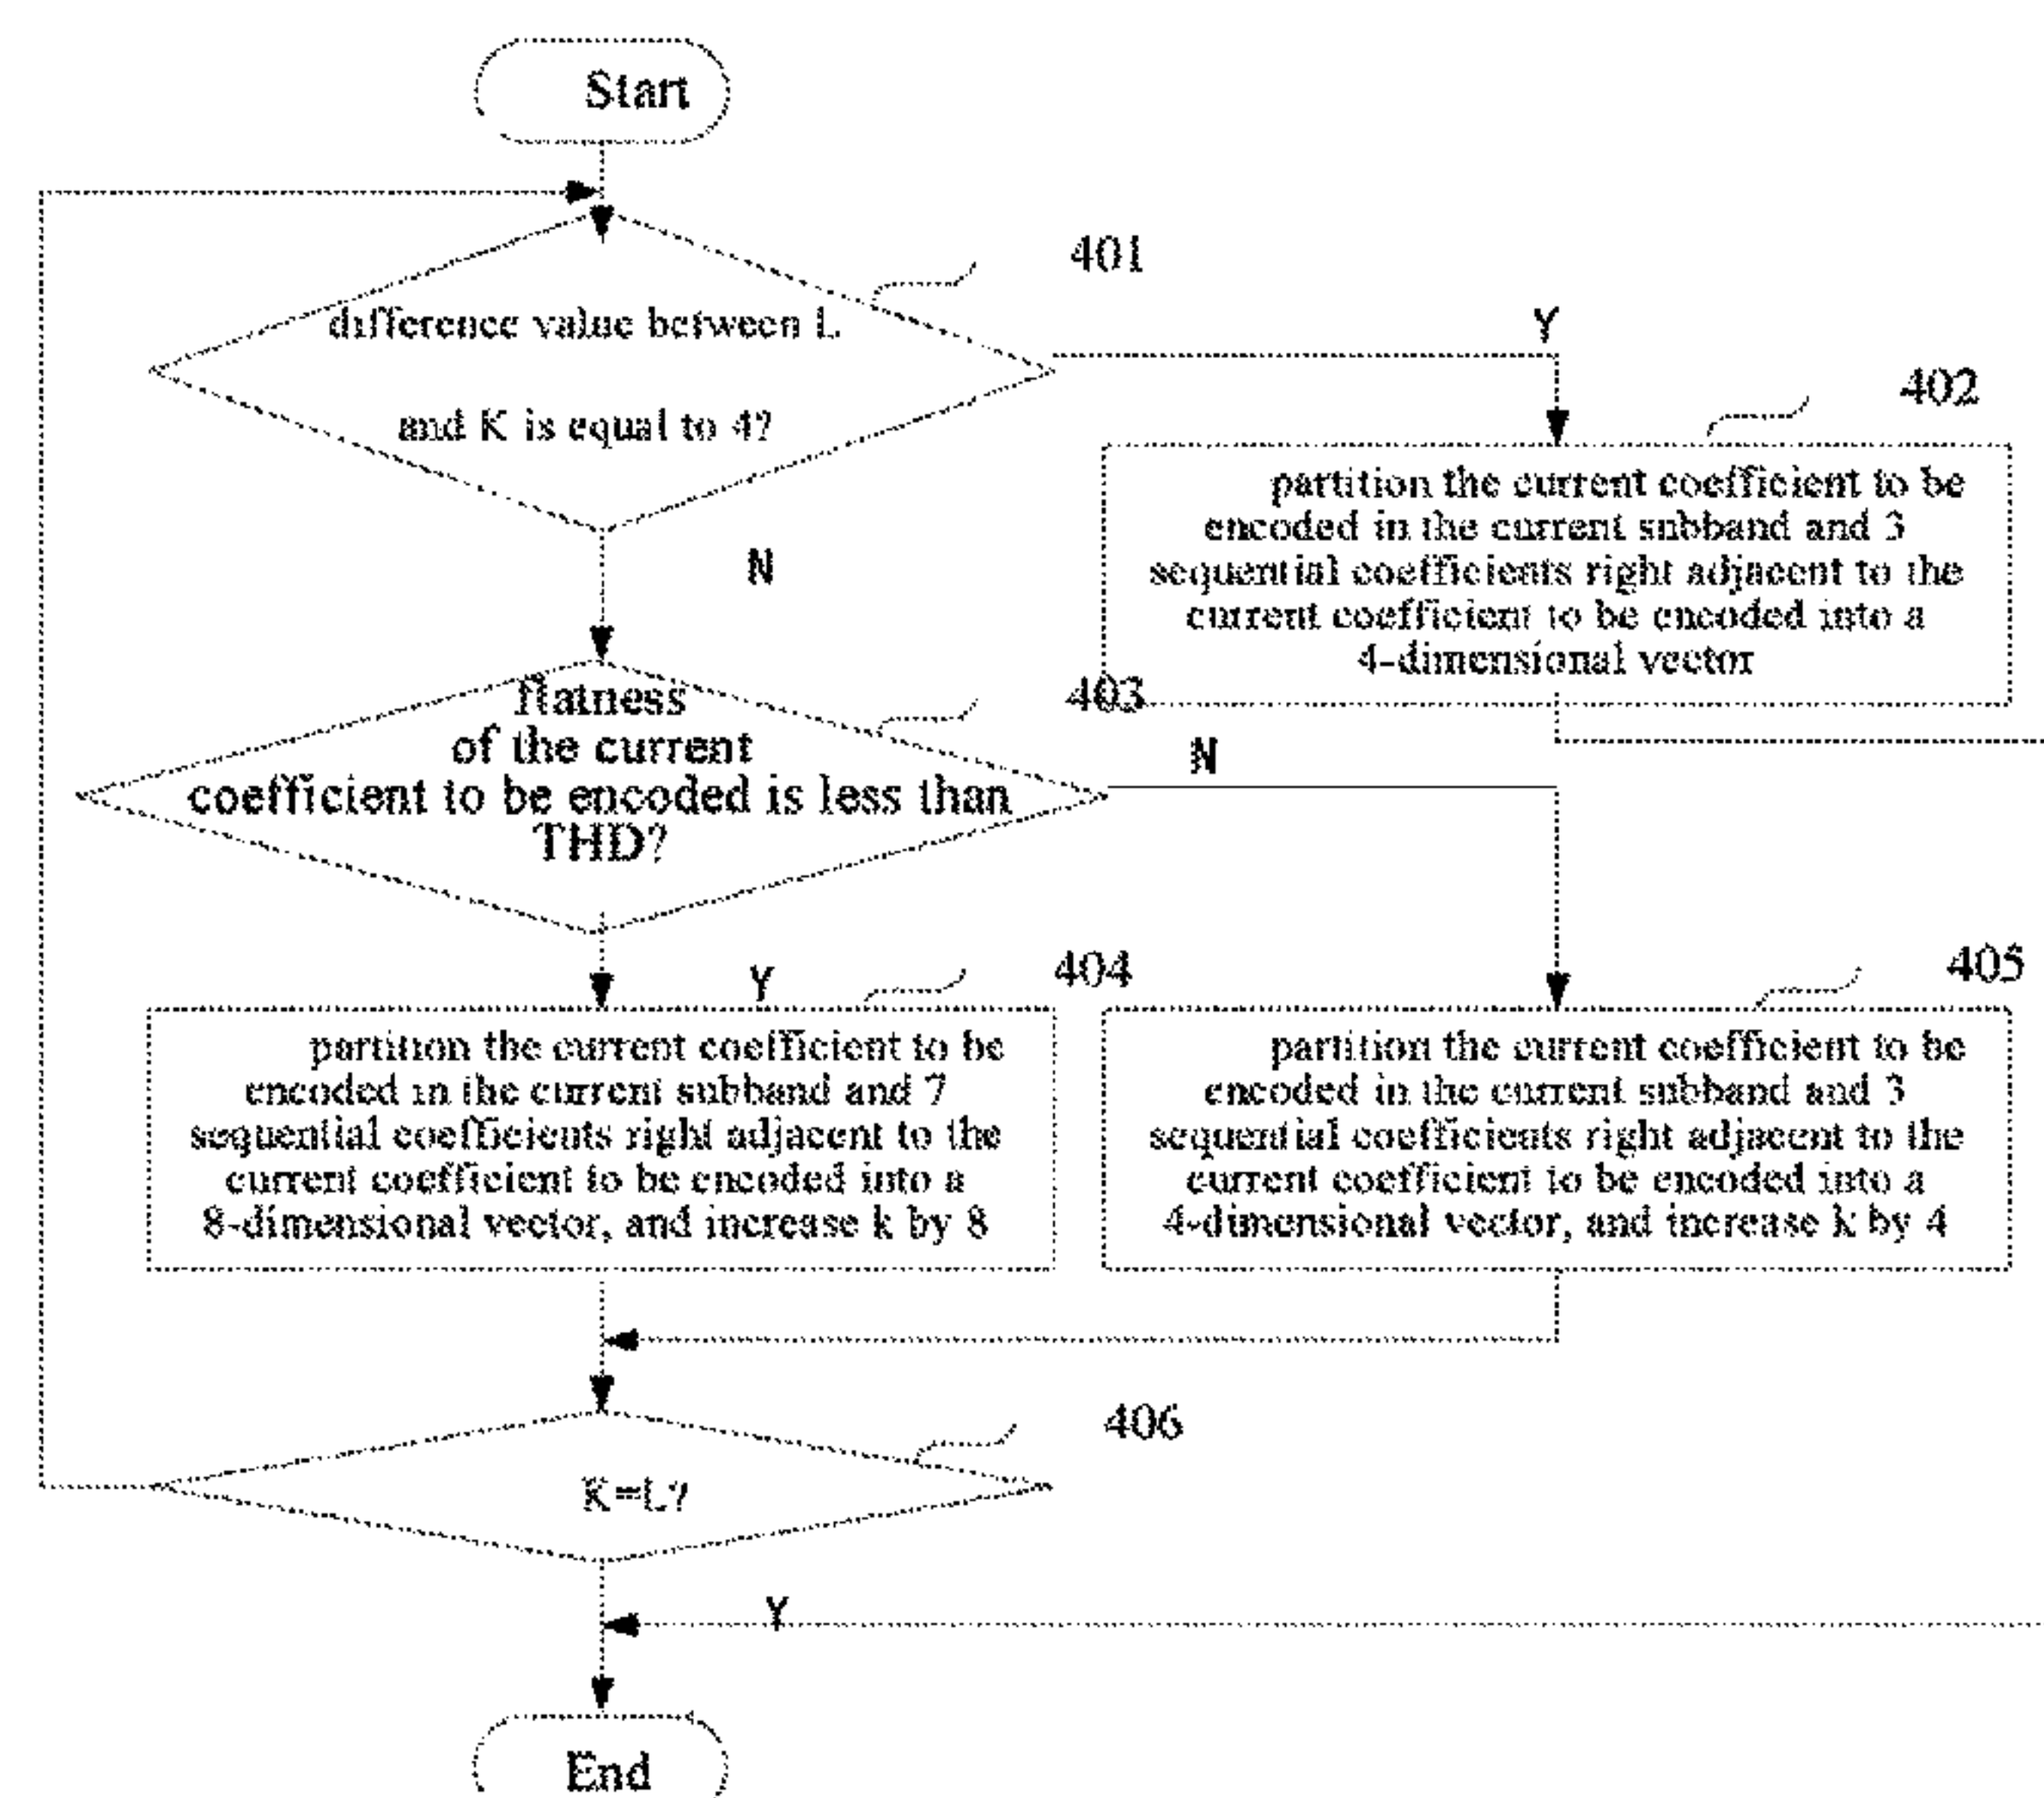 Start
401
difference value between L
and K is equal to 4?
Y
402
partition the current coefficient to be
encoded in the current subband and 3
sequential coefficients right adjacent to the
current coefficient to be encoded into a
4-dimensional vector
N
403
flatness
of the current
coefficient to be encoded is less than
THD?
N
Y
404
partition the current coefficient to be
encoded in the current subband and 7
sequential coefficients right adjacent to the
current coefficient to be encoded into a
8-dimensional vector, and increase k by 8
405
partition the current coefficient to be
encoded in the current subband and 3
sequential coefficients right adjacent to the
current coefficient to be encoded into a
4-dimensional vector, and increase k by 4
406
K=L?
Y
End